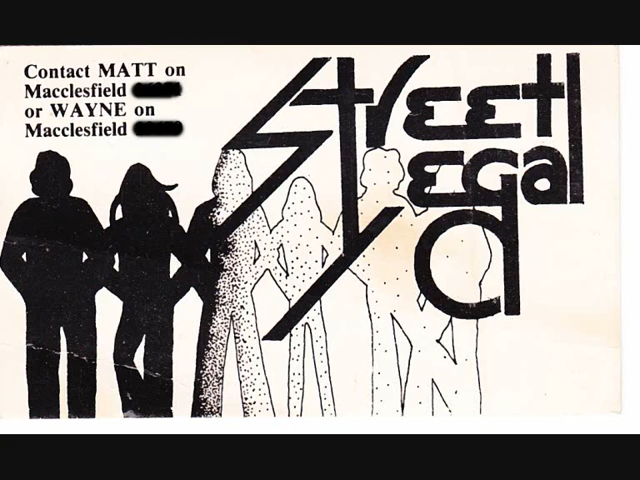 Contact MATT on
Macclesfield
or WAYNE on
Macclesfield
Street
Legal